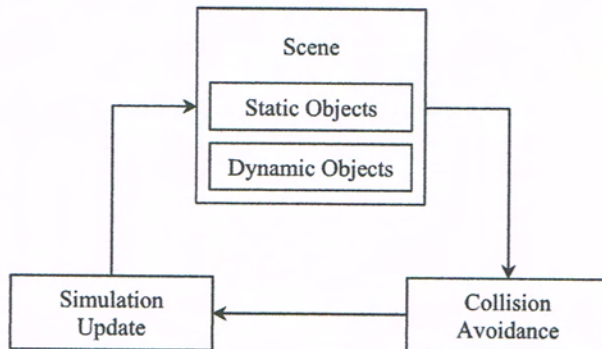 Scene
Static Objects
Dynamic Objects
Simulation
Update
Collision
Avoidance